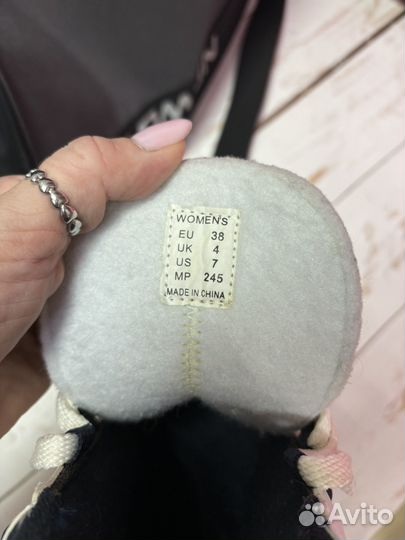 WOMEN'S
EU 38
UK 4
US 7
MP 245
MADE IN CHINA
Avito